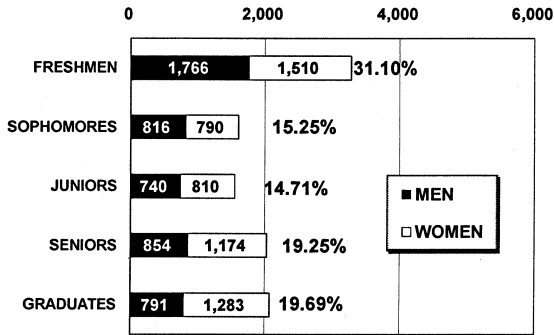 0 2,000 4,000 6,000
FRESHMEN 1,766 1,510 31.10%
SOPHOMORES 816 790 15.25%
JUNIORS 740 810 14.71%
MEN
WOMEN
SENIORS 854 1,174 19.25%
GRADUATES 791 1,283 19.69%